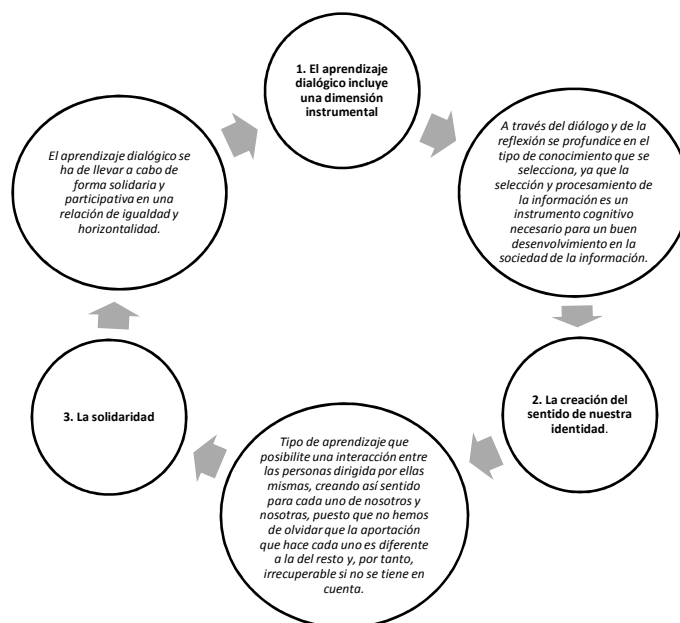 1. El aprendizaje
dialógico incluye
una dimensión
instrumental
A través del diálogo y de la
reflexión se profundice en el
tipo de conocimiento que se
selecciona, ya que la
selección y procesamiento de
la información es un
instrumento cognitivo
necesario para un buen
desenvolvimiento en la
sociedad de la información.
2. La creación del
sentido de nuestra
identidad.
Tipo de aprendizaje que
posibilite una interacción entre
las personas dirigida por ellas
mismas, creando así sentido
para cada uno de nosotros y
nosotras, puesto que no hemos
de olvidar que la aportación
que hace cada uno es diferente
a la del resto y, por tanto,
irrecuperable si no se tiene en
cuenta.
3. La solidaridad
El aprendizaje dialógico se
ha de llevar a cabo de
forma solidaria y
participativa en una
relación de igualdad y
horizontalidad.